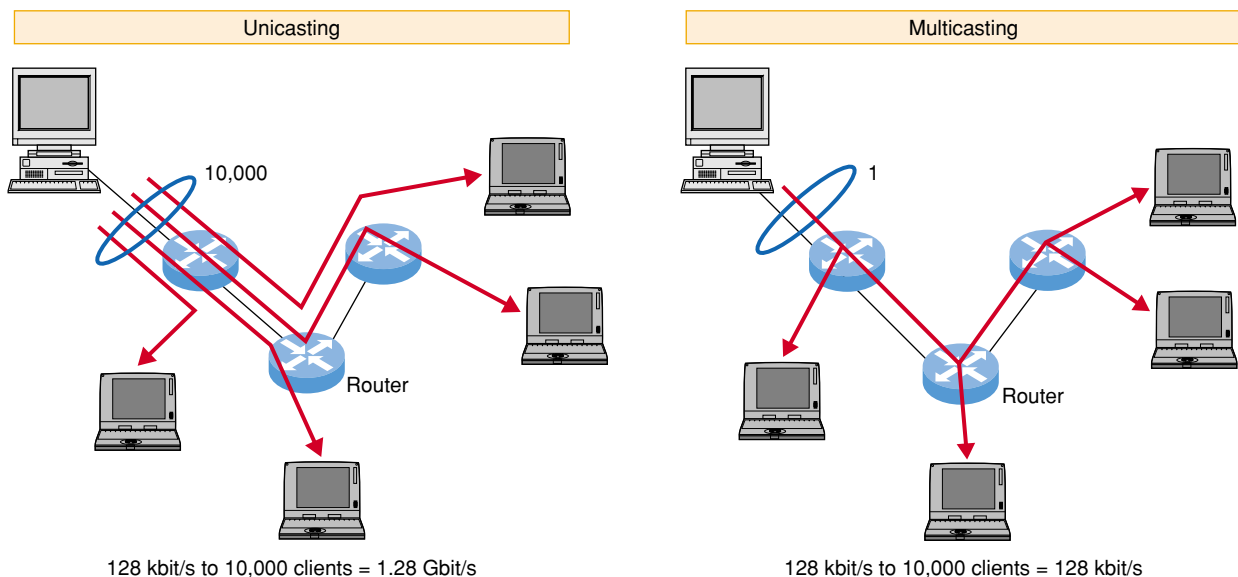 Unicasting
10,000
Router
128 kbit/s to 10,000 clients = 1.28 Gbit/s
Multicasting
1
Router
128 kbit/s to 10,000 clients = 128 kbit/s